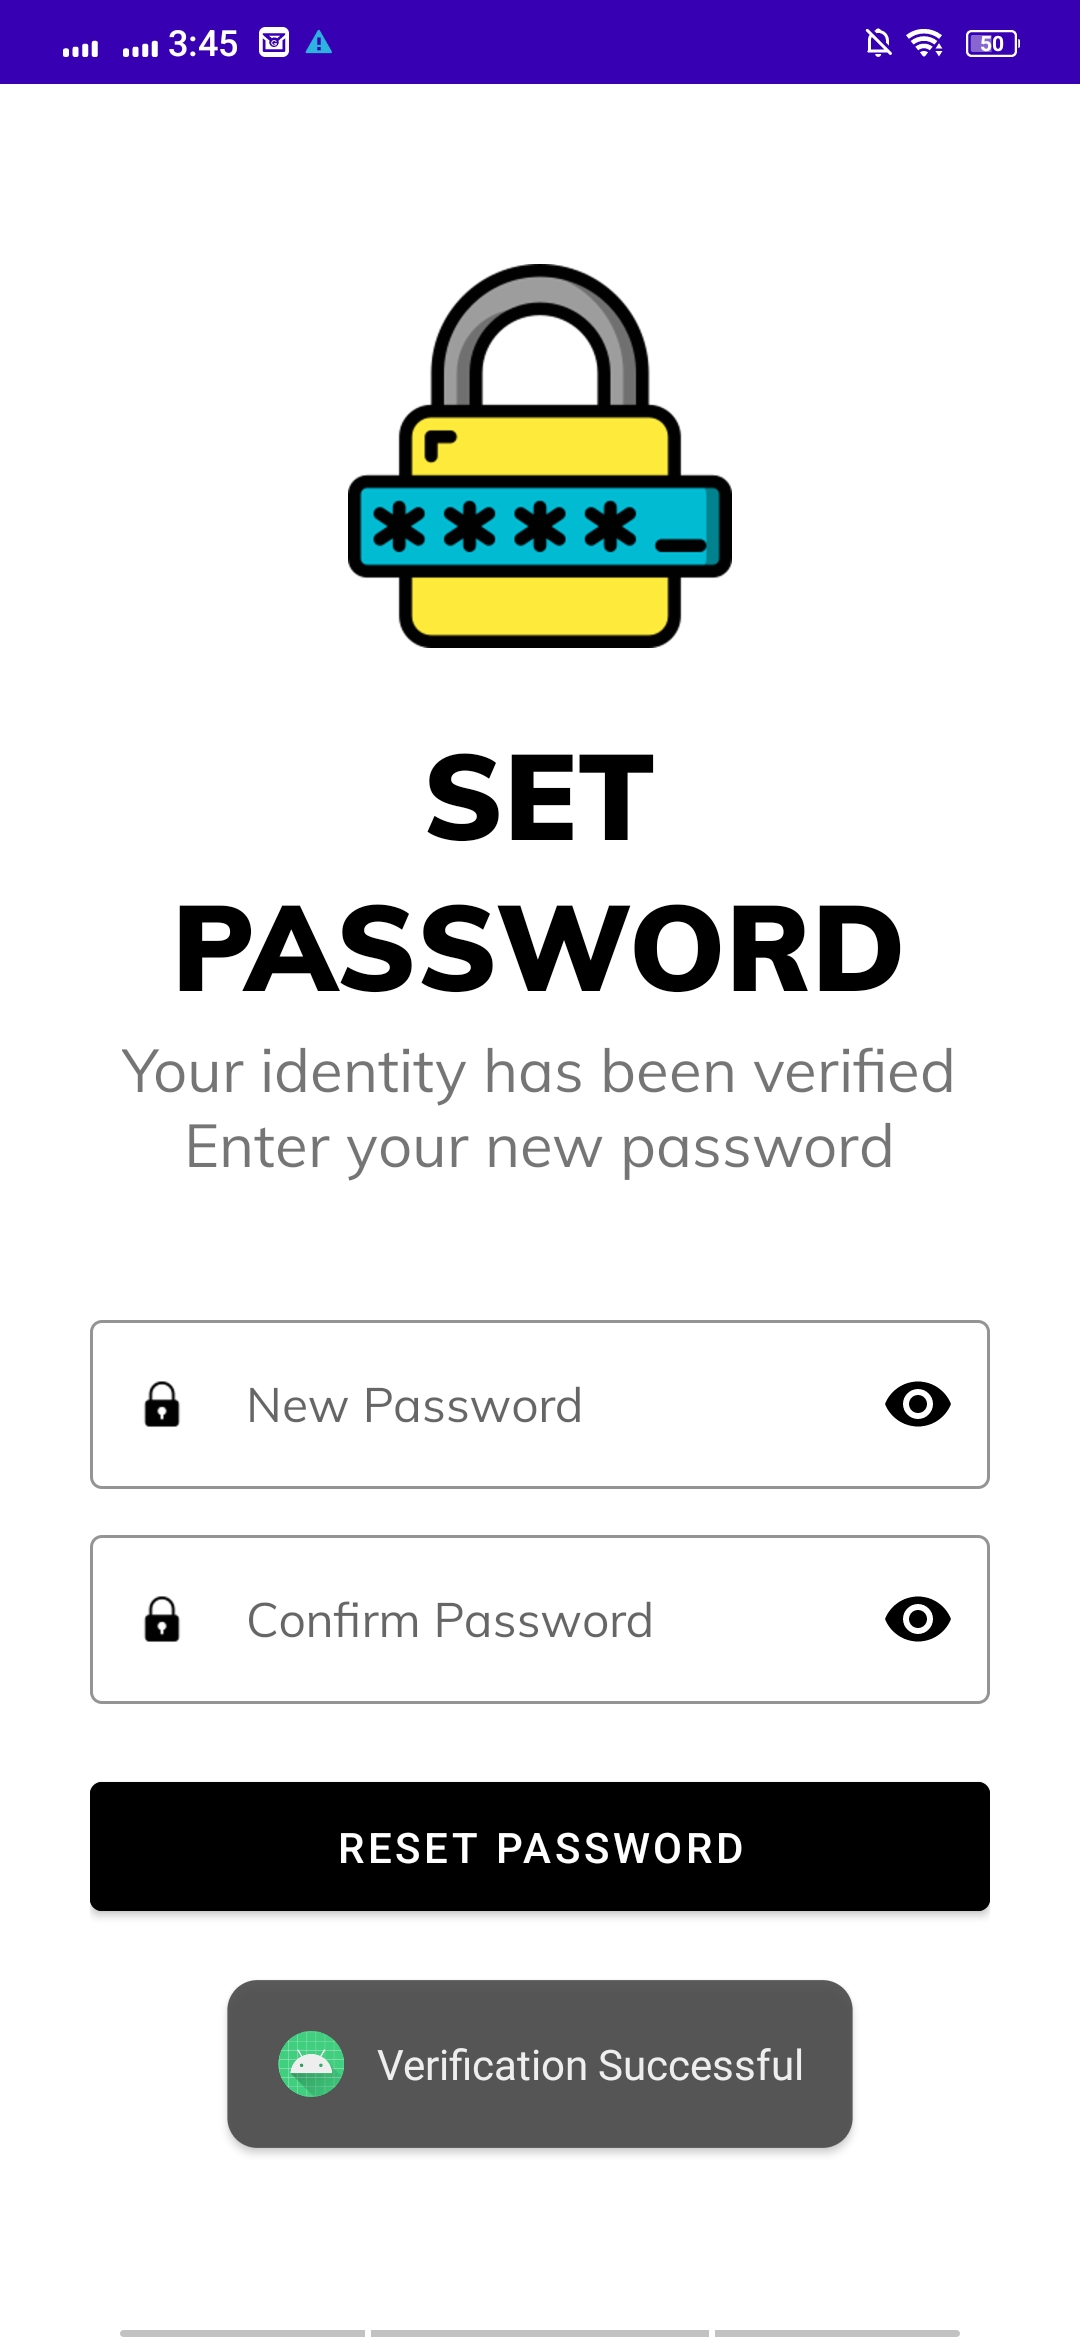 3:45
50
****_
SET
PASSWORD
Your identity has been verified
Enter your new password
New Password
Confirm Password
RESET PASSWORD
Verification Successful